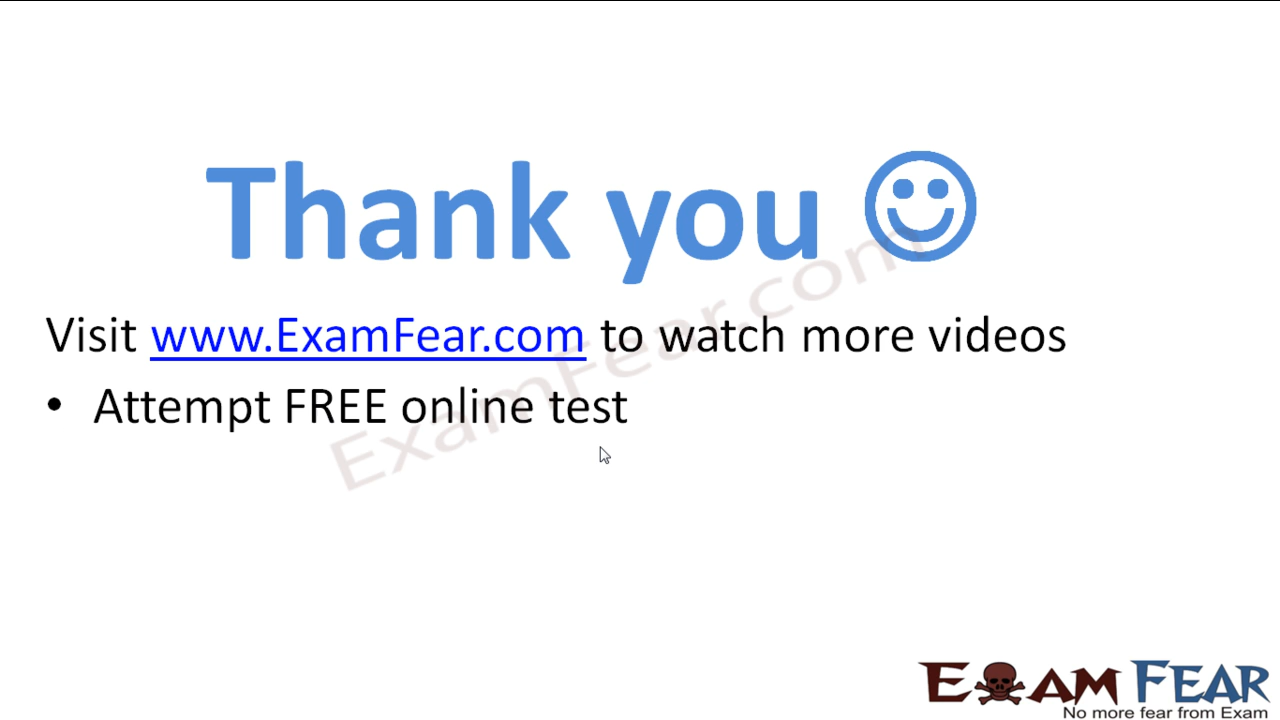 Thank you ☺
Visit www.ExamFear.com to watch more videos
• Attempt FREE online test
ExamFear.com
EXAM FEAR
No more fear from Exam